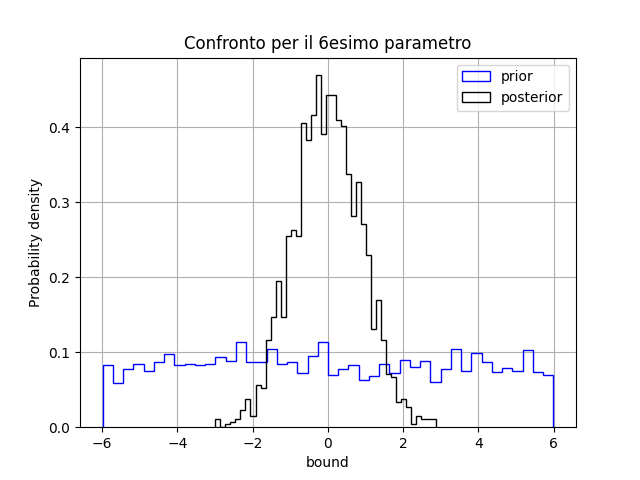 Confronto per il 6esimo parametro
prior
posterior
Probability density
0.4
0.3
0.2
0.1
0.0
−6
−4
−2
0
2
4
6
bound